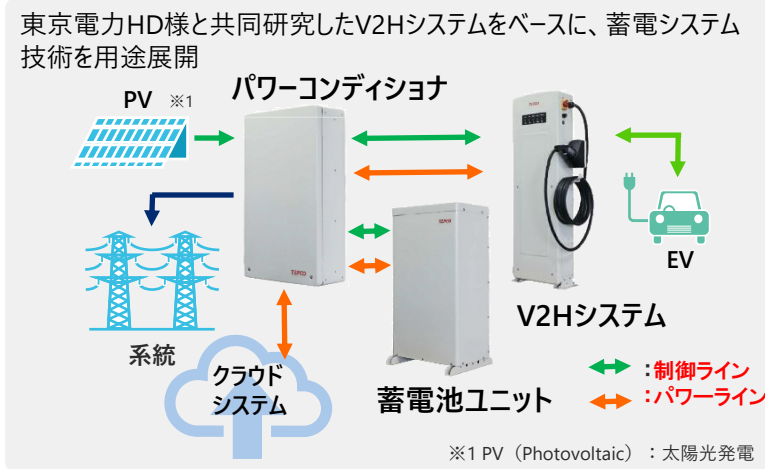 東京電力HD様と共同研究したV2Hシステムをベースに、蓄電システム
技術を用途展開
パワーコンディショナ
PV ※1
系統
クラウド
システム
蓄電池ユニット
V2Hシステム
EV
:制御ライン
:パワーライン
※1 PV（Photovoltaic）：太陽光発電